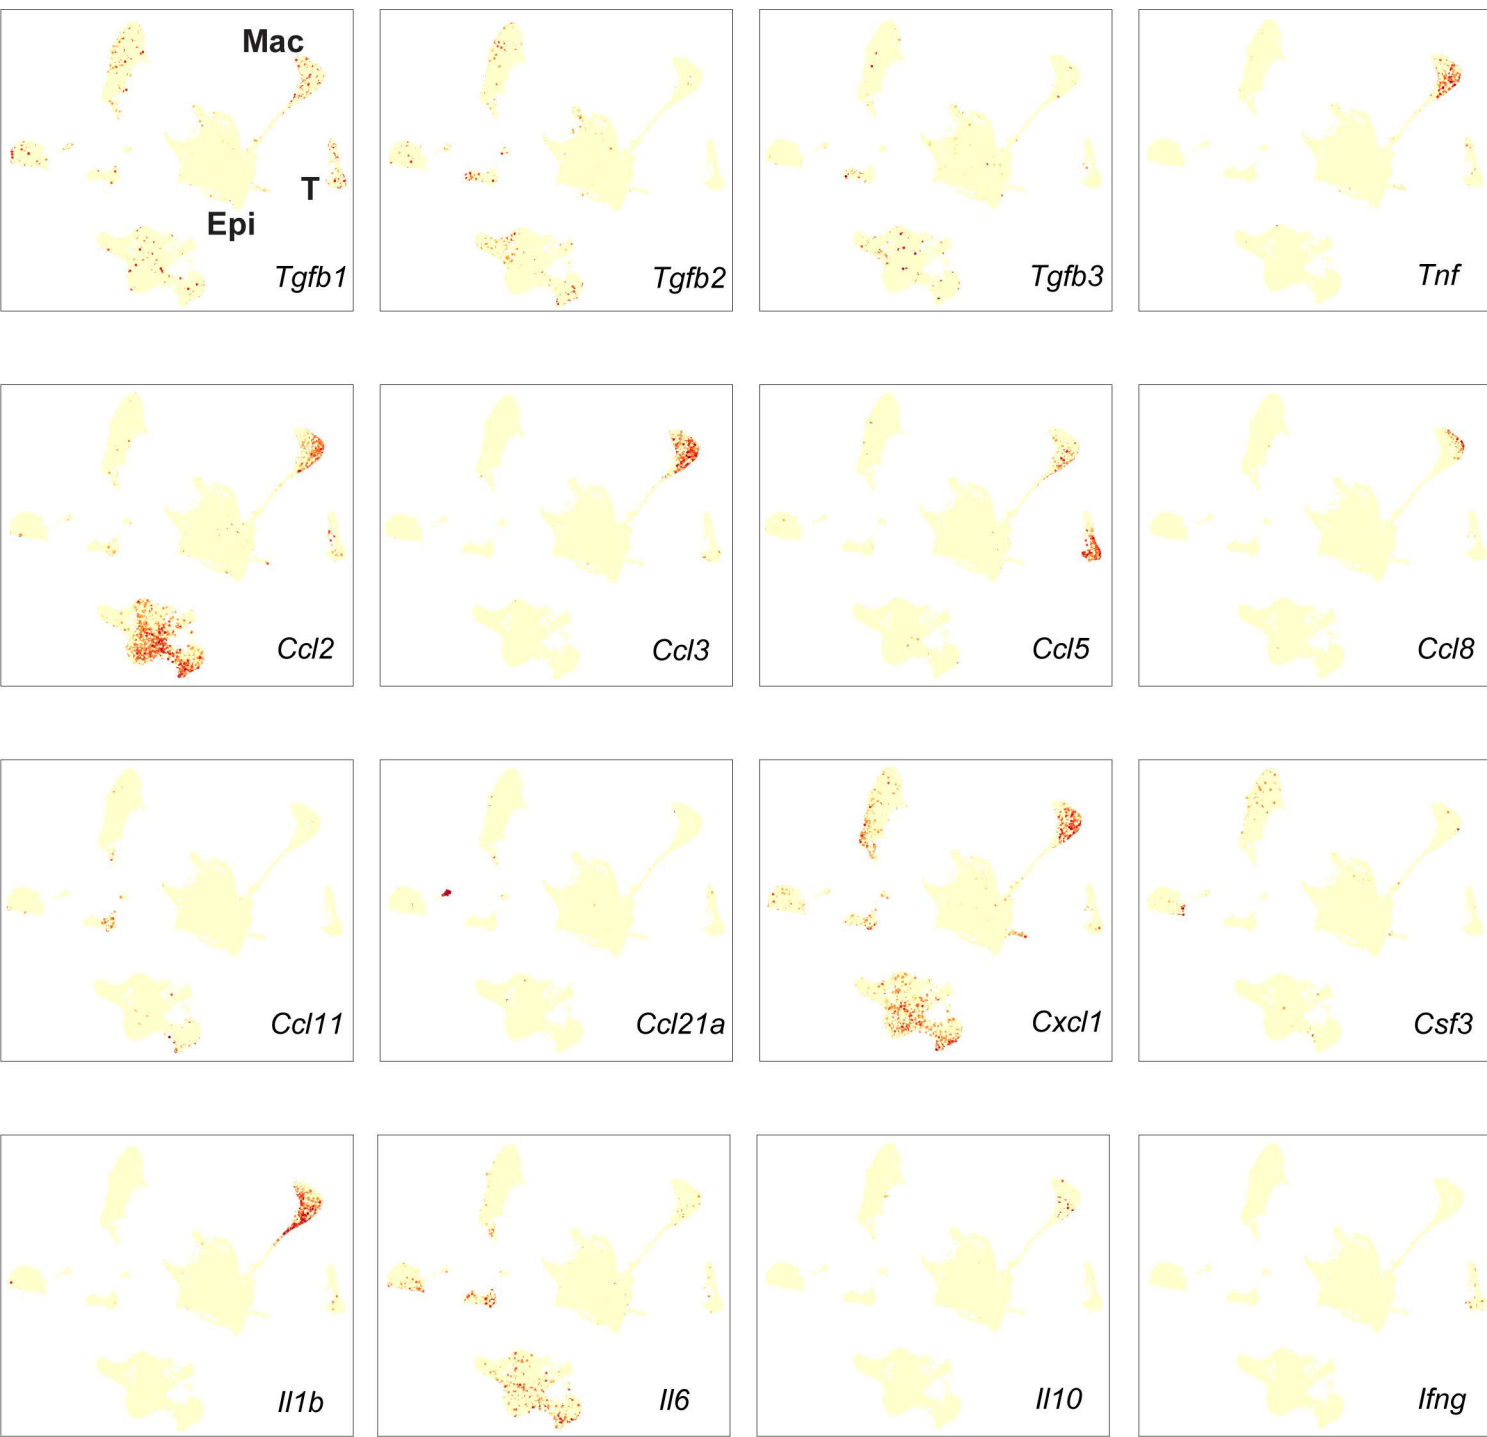 Mac
T
Epi
Tgfb1
Tgfb2
Tgfb3
Tnf
Ccl2
Ccl3
Ccl5
Ccl8
Ccl11
Ccl21a
Cxcl1
Csf3
Il1b
Il6
Il10
Ifng